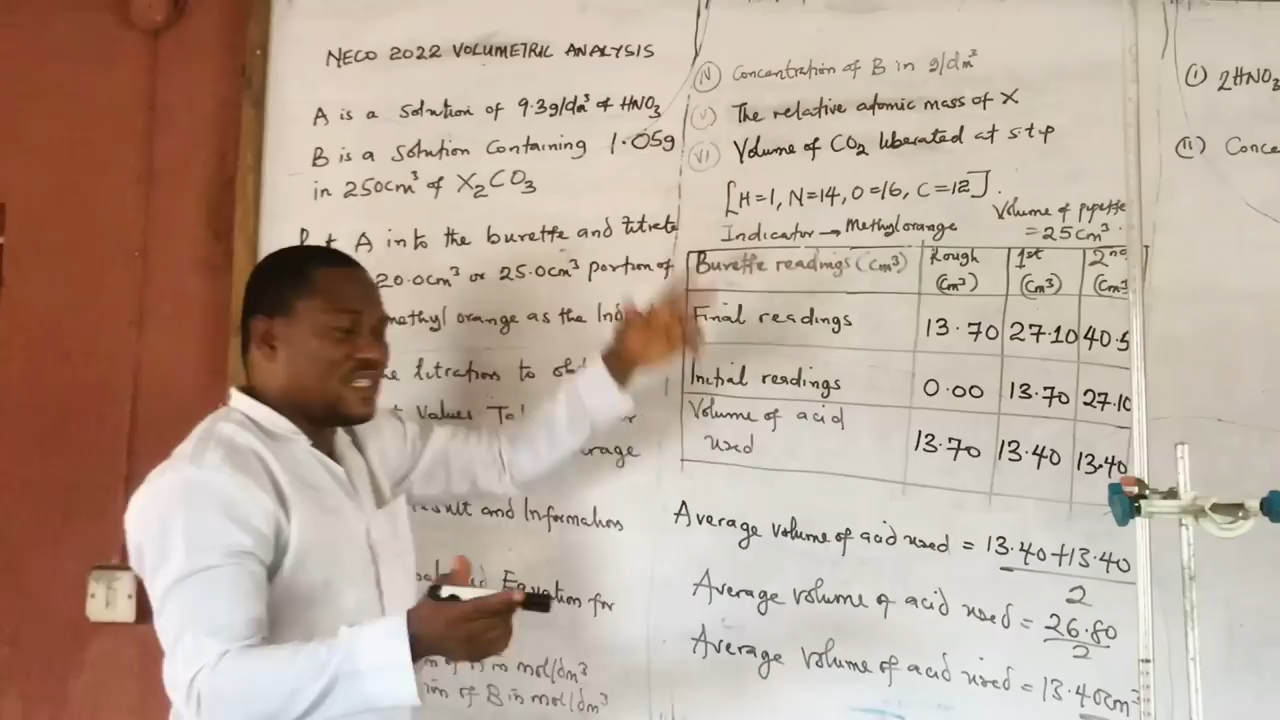 NECO 2022 VOLUMETRIC ANALYSIS
A is a solution of 9.3g/dm³ of HNO₃
B is a solution containing 1.05g
in 250cm³ of X₂CO₃
A into the burette and titrate
20.0cm³ or 25.0cm³ portion of
methyl orange as the
titrations to
values
result and Information
Equation for
in mol/dm³
of B in mol/dm³
(IV) Concentration of B in g/dm³
(V) The relative atomic mass of X
(VI) Volume of CO₂ liberated at s.t.p
[H=1, N=14, O=16, C=12].
Indicator → Methyl orange
Volume of pipette
=25cm³.
Burette readings (cm³) Rough (cm³) 1st (cm³) 2nd (cm³
Final readings 13.70 27.10 40.5
Initial readings 0.00 13.70 27.10
Volume of acid used 13.70 13.40 13.40
Average volume of acid used = 13.40+13.40
2
Average volume of acid used = 26.80
2
Average volume of acid used = 13.40cm³
(I) 2HNO₃
(II) Conce